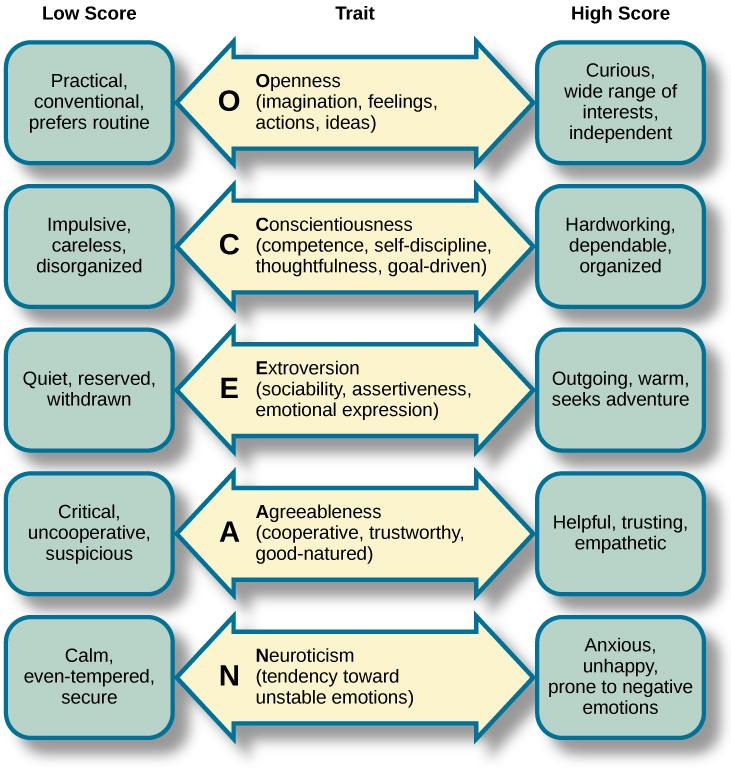 Low Score
Trait
High Score
Practical,
conventional,
prefers routine
O
Openness
(imagination, feelings,
actions, ideas)
Curious,
wide range of
interests,
independent
Impulsive,
careless,
disorganized
C
Conscientiousness
(competence, self-discipline,
thoughtfulness, goal-driven)
Hardworking,
dependable,
organized
Quiet, reserved,
withdrawn
E
Extroversion
(sociability, assertiveness,
emotional expression)
Outgoing, warm,
seeks adventure
Critical,
uncooperative,
suspicious
A
Agreeableness
(cooperative, trustworthy,
good-natured)
Helpful, trusting,
empathetic
Calm,
even-tempered,
secure
N
Neuroticism
(tendency toward
unstable emotions)
Anxious,
unhappy,
prone to negative
emotions